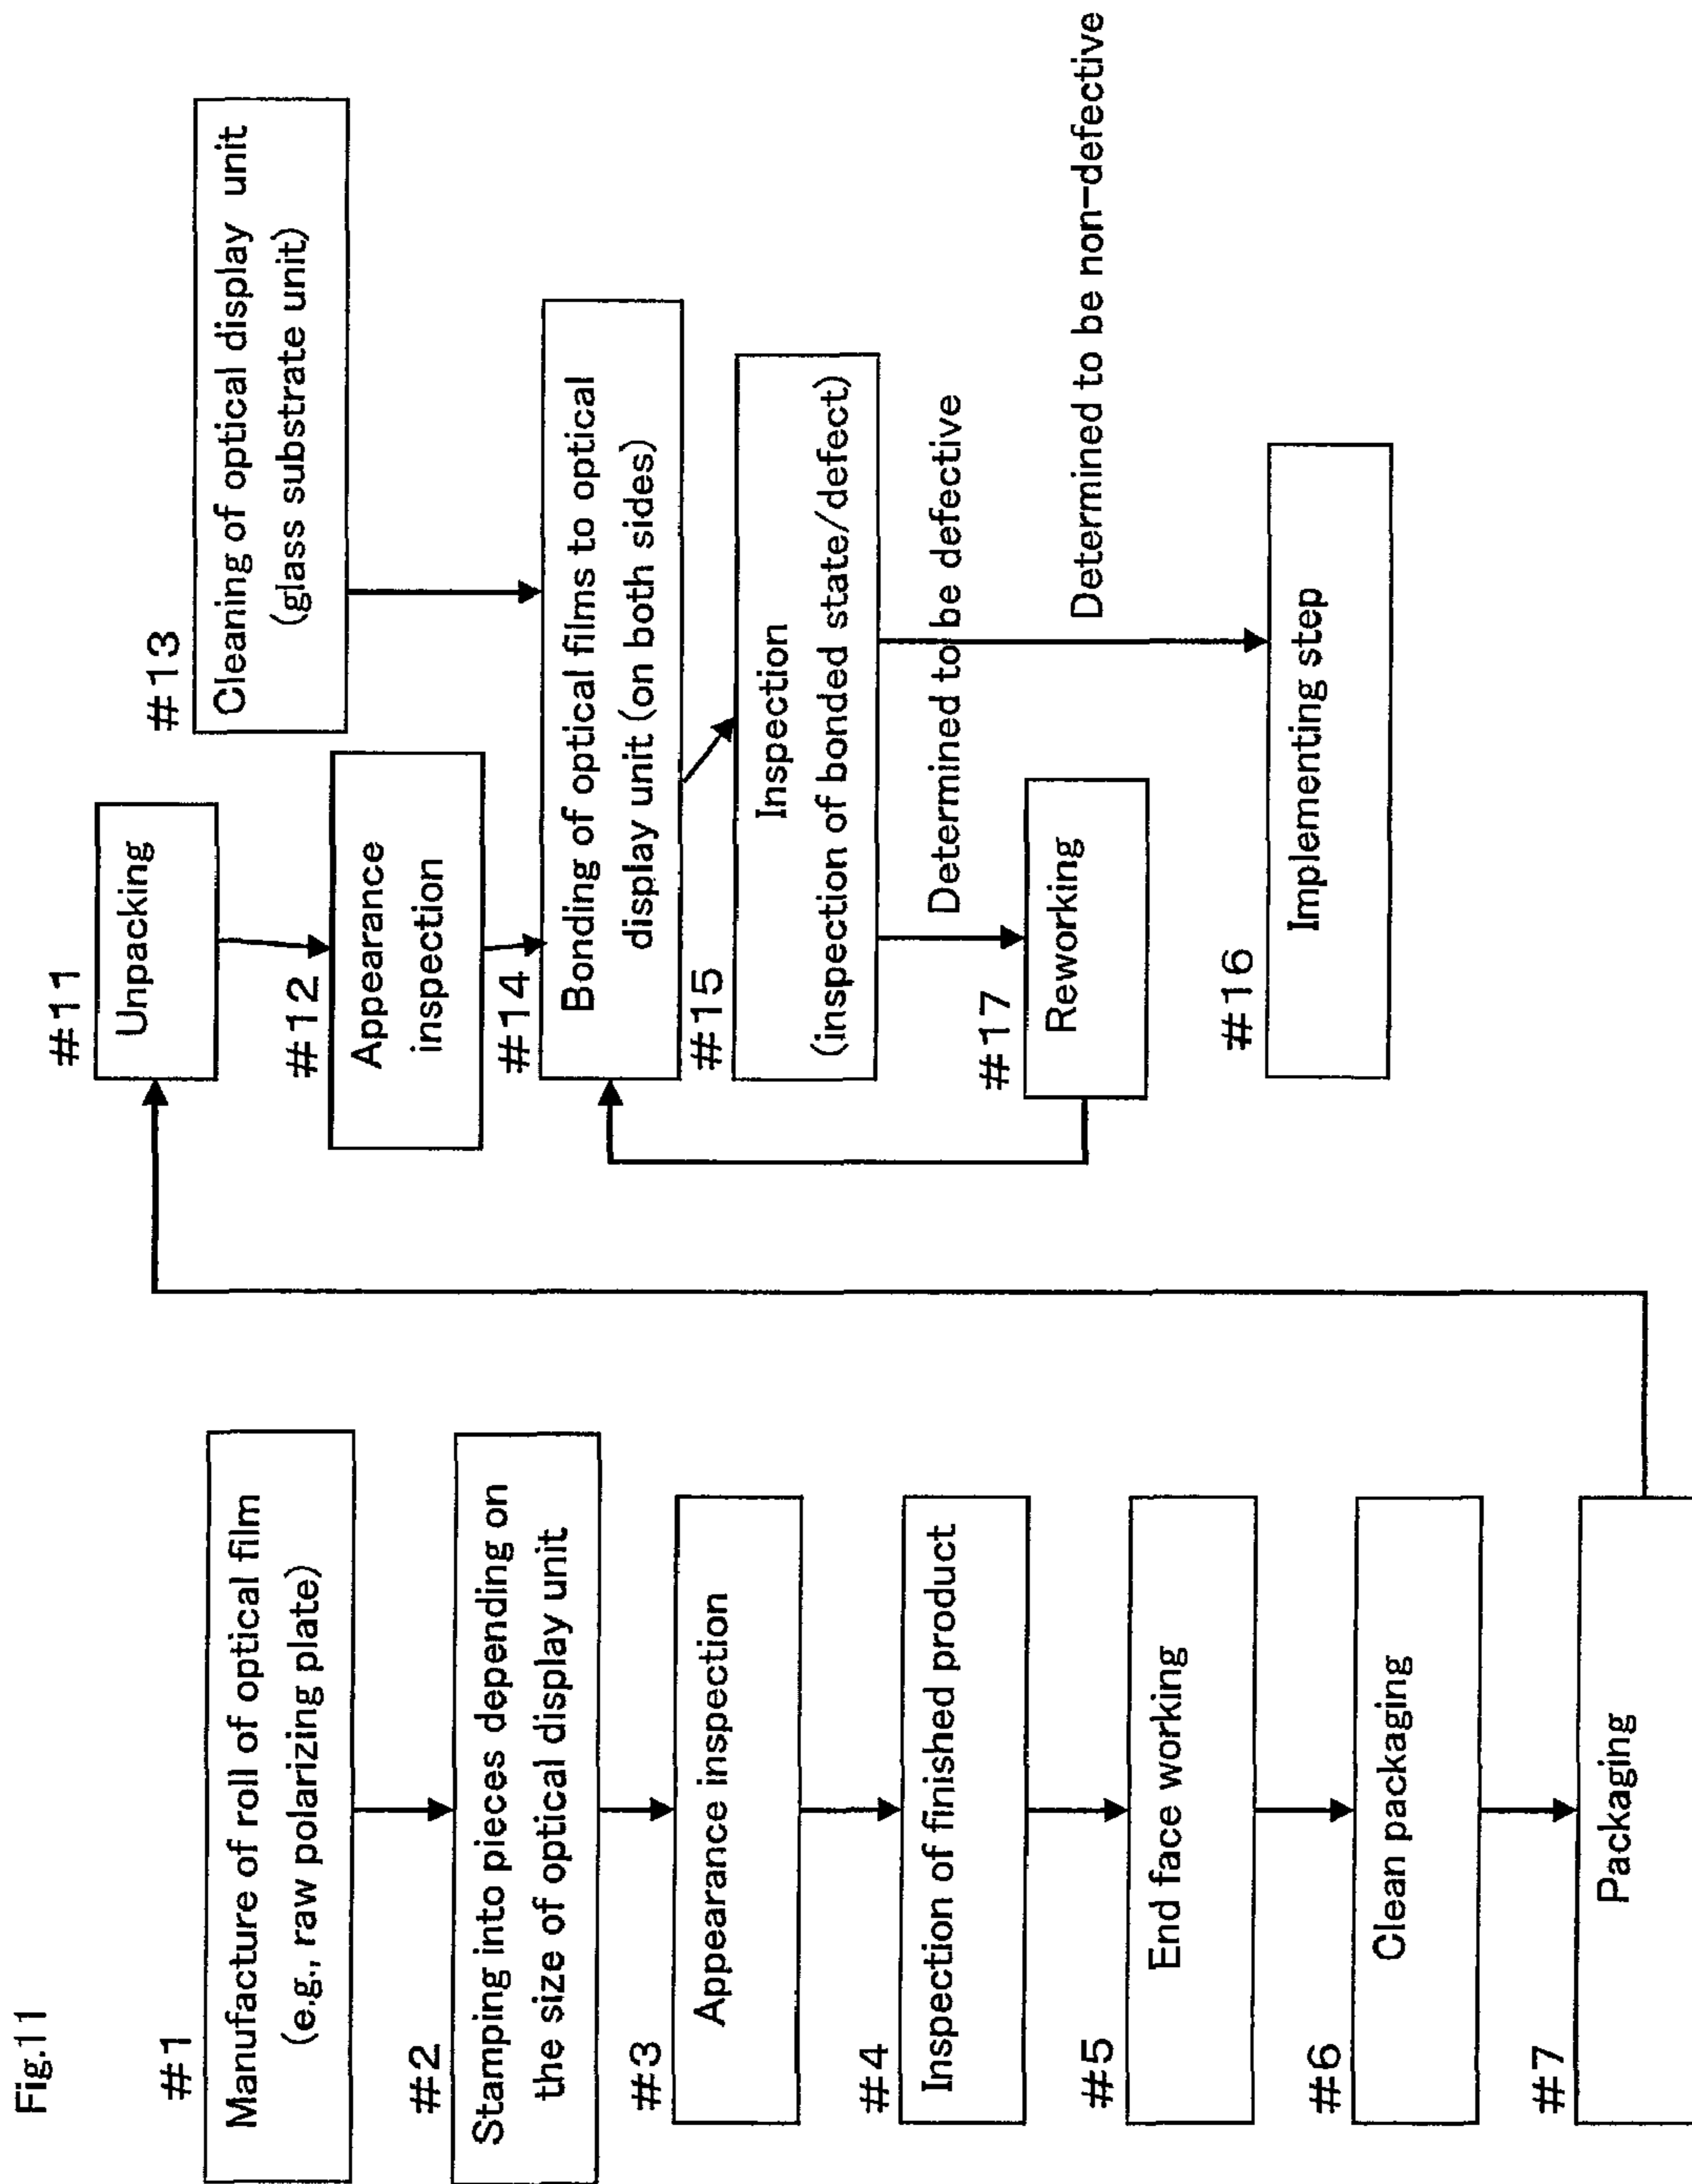 Fig.11
#1
Manufacture of roll of optical film
(e.g., raw polarizing plate)
#2
Stamping into pieces depending on
the size of optical display unit
#3
Appearance inspection
#4
Inspection of finished product
#5
End face working
#6
Clean packaging
#7
Packaging
#11
Unpacking
#12
Appearance
inspection
#13
Cleaning of optical display unit
(glass substrate unit)
#14
Bonding of optical films to optical
display unit (on both sides)
#15
Inspection
(inspection of bonded state/defect)
Determined to be defective
Determined to be non-defective
#17
Reworking
#16
Implementing step